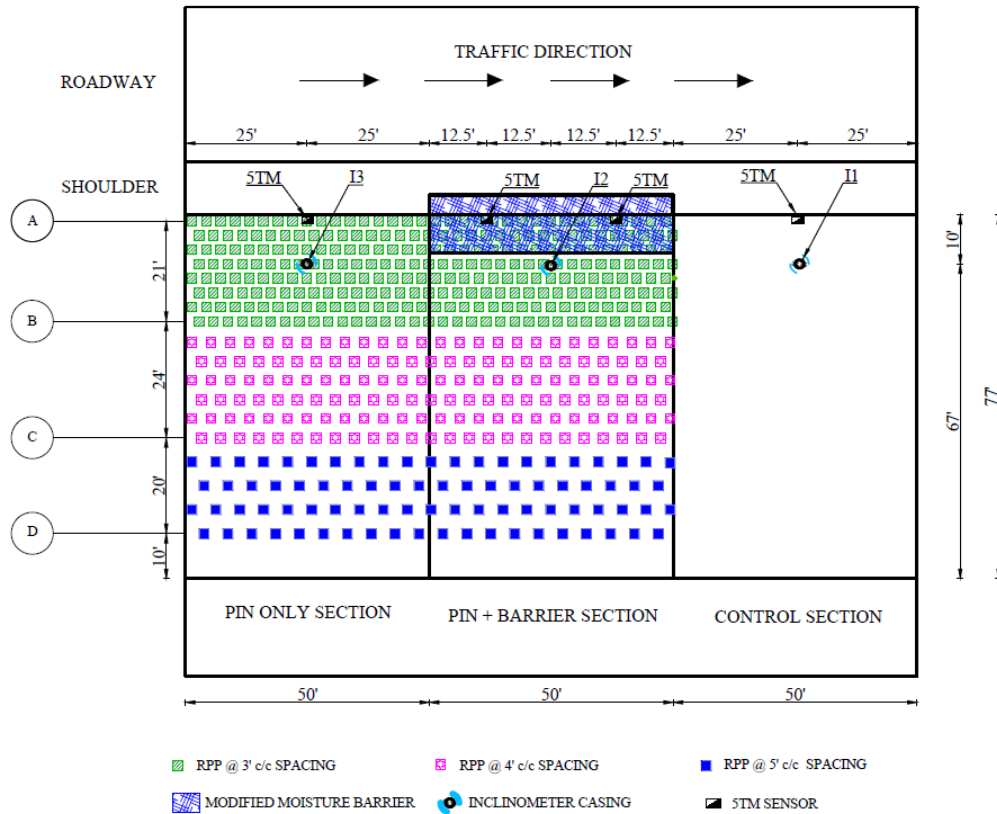 TRAFFIC DIRECTION
ROADWAY
25' 25' 12.5' 12.5' 12.5' 12.5' 25' 25'
SHOULDER
5TM I3 5TM I2 5TM 5TM I1
A
10'
21'
B
24'
67'
77'
C
20'
D
10'
PIN ONLY SECTION PIN + BARRIER SECTION CONTROL SECTION
50' 50' 50'
RPP @ 3' c/c SPACING RPP @ 4' c/c SPACING RPP @ 5' c/c SPACING
MODIFIED MOISTURE BARRIER INCLINOMETER CASING 5TM SENSOR